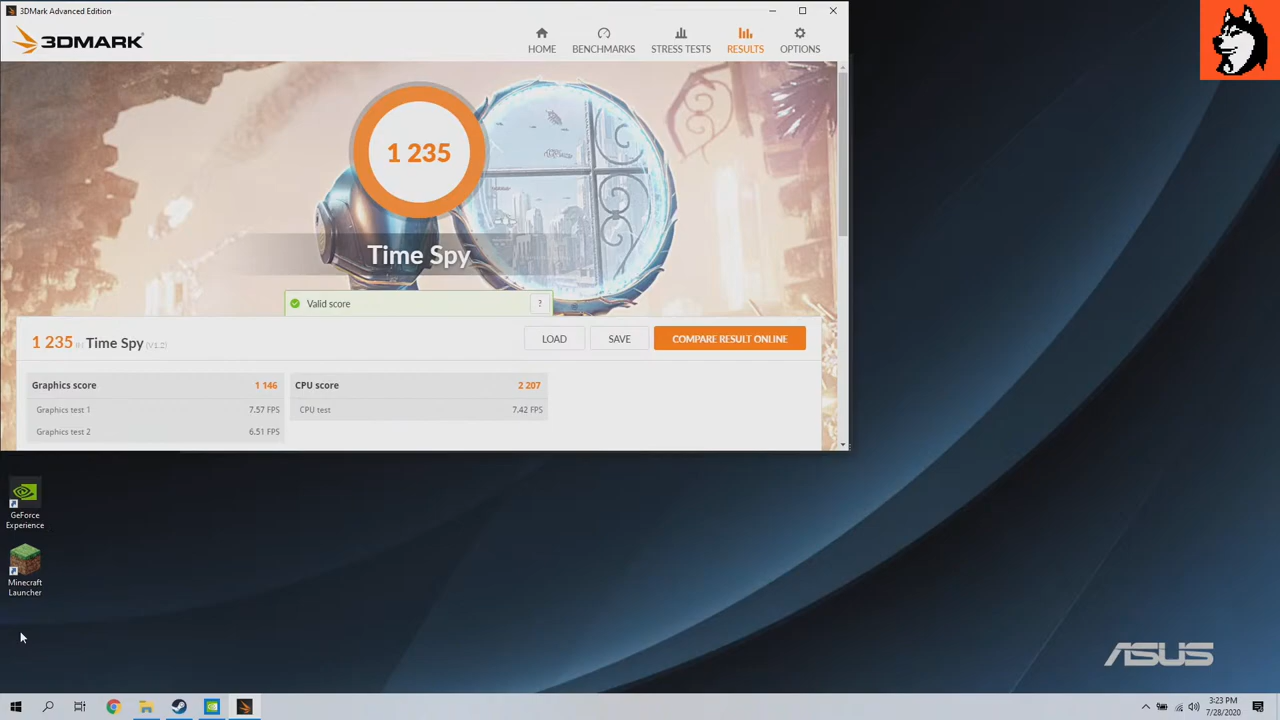 3DMark Advanced Edition
3DMARK
HOME
BENCHMARKS
STRESS TESTS
RESULTS
OPTIONS
1 235
Time Spy
Valid score
?
1 235
Time Spy (V1.2)
LOAD
SAVE
COMPARE RESULT ONLINE
Graphics score 1 146
Graphics test 1 7.57 FPS
Graphics test 2 6.51 FPS
CPU score 2 207
CPU test 7.42 FPS
GeForce
Experience
Minecraft
Launcher
ASUS
3:23 PM
7/28/2020